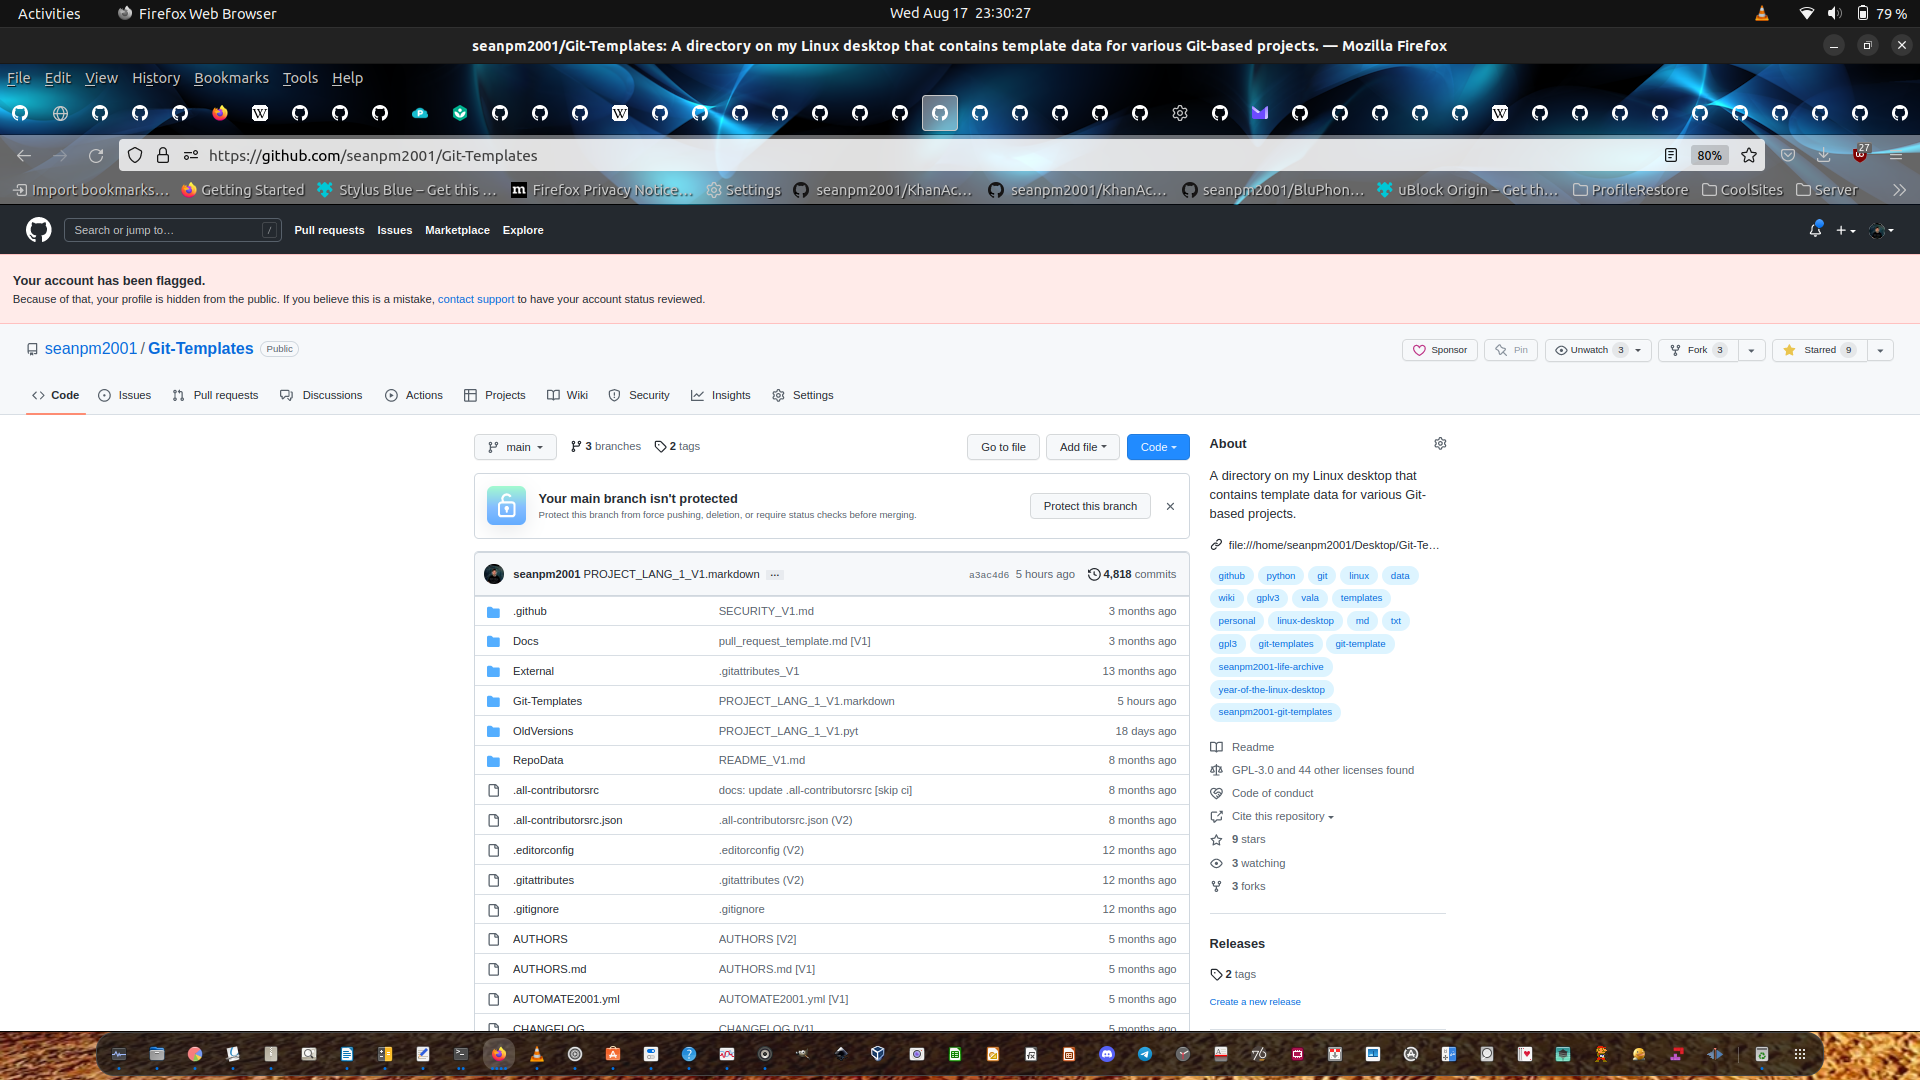 Activities Firefox Web Browser Wed Aug 17 23:30:27 79 %
seanpm2001/Git-Templates: A directory on my Linux desktop that contains template data for various Git-based projects. — Mozilla Firefox
File Edit View History Bookmarks Tools Help
https://github.com/seanpm2001/Git-Templates 80% 27
Import bookmarks… Getting Started Stylus Blue – Get this … Firefox Privacy Notice… Settings seanpm2001/KhanAc… seanpm2001/KhanAc… seanpm2001/BluPhon… uBlock Origin – Get th… ProfileRestore CoolSites Server
Search or jump to… / Pull requests Issues Marketplace Explore
Your account has been flagged.
Because of that, your profile is hidden from the public. If you believe this is a mistake, contact support to have your account status reviewed.
seanpm2001 / Git-Templates Public Sponsor Pin Unwatch 3 Fork 3 Starred 9
Code Issues Pull requests Discussions Actions Projects Wiki Security Insights Settings
main 3 branches 2 tags Go to file Add file Code
Your main branch isn't protected
Protect this branch from force pushing, deletion, or require status checks before merging.
Protect this branch
seanpm2001 PROJECT_LANG_1_V1.markdown … a3ac4d6 5 hours ago 4,818 commits
.github SECURITY_V1.md 3 months ago
Docs pull_request_template.md [V1] 3 months ago
External .gitattributes_V1 13 months ago
Git-Templates PROJECT_LANG_1_V1.markdown 5 hours ago
OldVersions PROJECT_LANG_1_V1.pyt 18 days ago
RepoData README_V1.md 8 months ago
.all-contributorsrc docs: update .all-contributorsrc [skip ci] 8 months ago
.all-contributorsrc.json .all-contributorsrc.json (V2) 8 months ago
.editorconfig .editorconfig (V2) 12 months ago
.gitattributes .gitattributes (V2) 12 months ago
.gitignore .gitignore 12 months ago
AUTHORS AUTHORS [V2] 5 months ago
AUTHORS.md AUTHORS.md [V1] 5 months ago
AUTOMATE2001.yml AUTOMATE2001.yml [V1] 5 months ago
CHANGELOG CHANGELOG [V1] 5 months ago
About
A directory on my Linux desktop that
contains template data for various Git-
based projects.
file:///home/seanpm2001/Desktop/Git-Te…
github python git linux data
wiki gplv3 vala templates
personal linux-desktop md txt
gpl3 git-templates git-template
seanpm2001-life-archive
year-of-the-linux-desktop
seanpm2001-git-templates
Readme
GPL-3.0 and 44 other licenses found
Code of conduct
Cite this repository
9 stars
3 watching
3 forks
Releases
2 tags
Create a new release